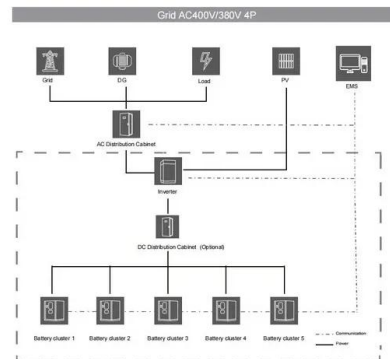 Grid AC400V/380V 4P
Grid
DG
Load
PV
EMS
AC Distribution Cabinet
Inverter
DC Distribution Cabinet (Optional)
Battery cluster 1
Battery cluster 2
Battery cluster 3
Battery cluster 4
Battery cluster 5
Communication
Power